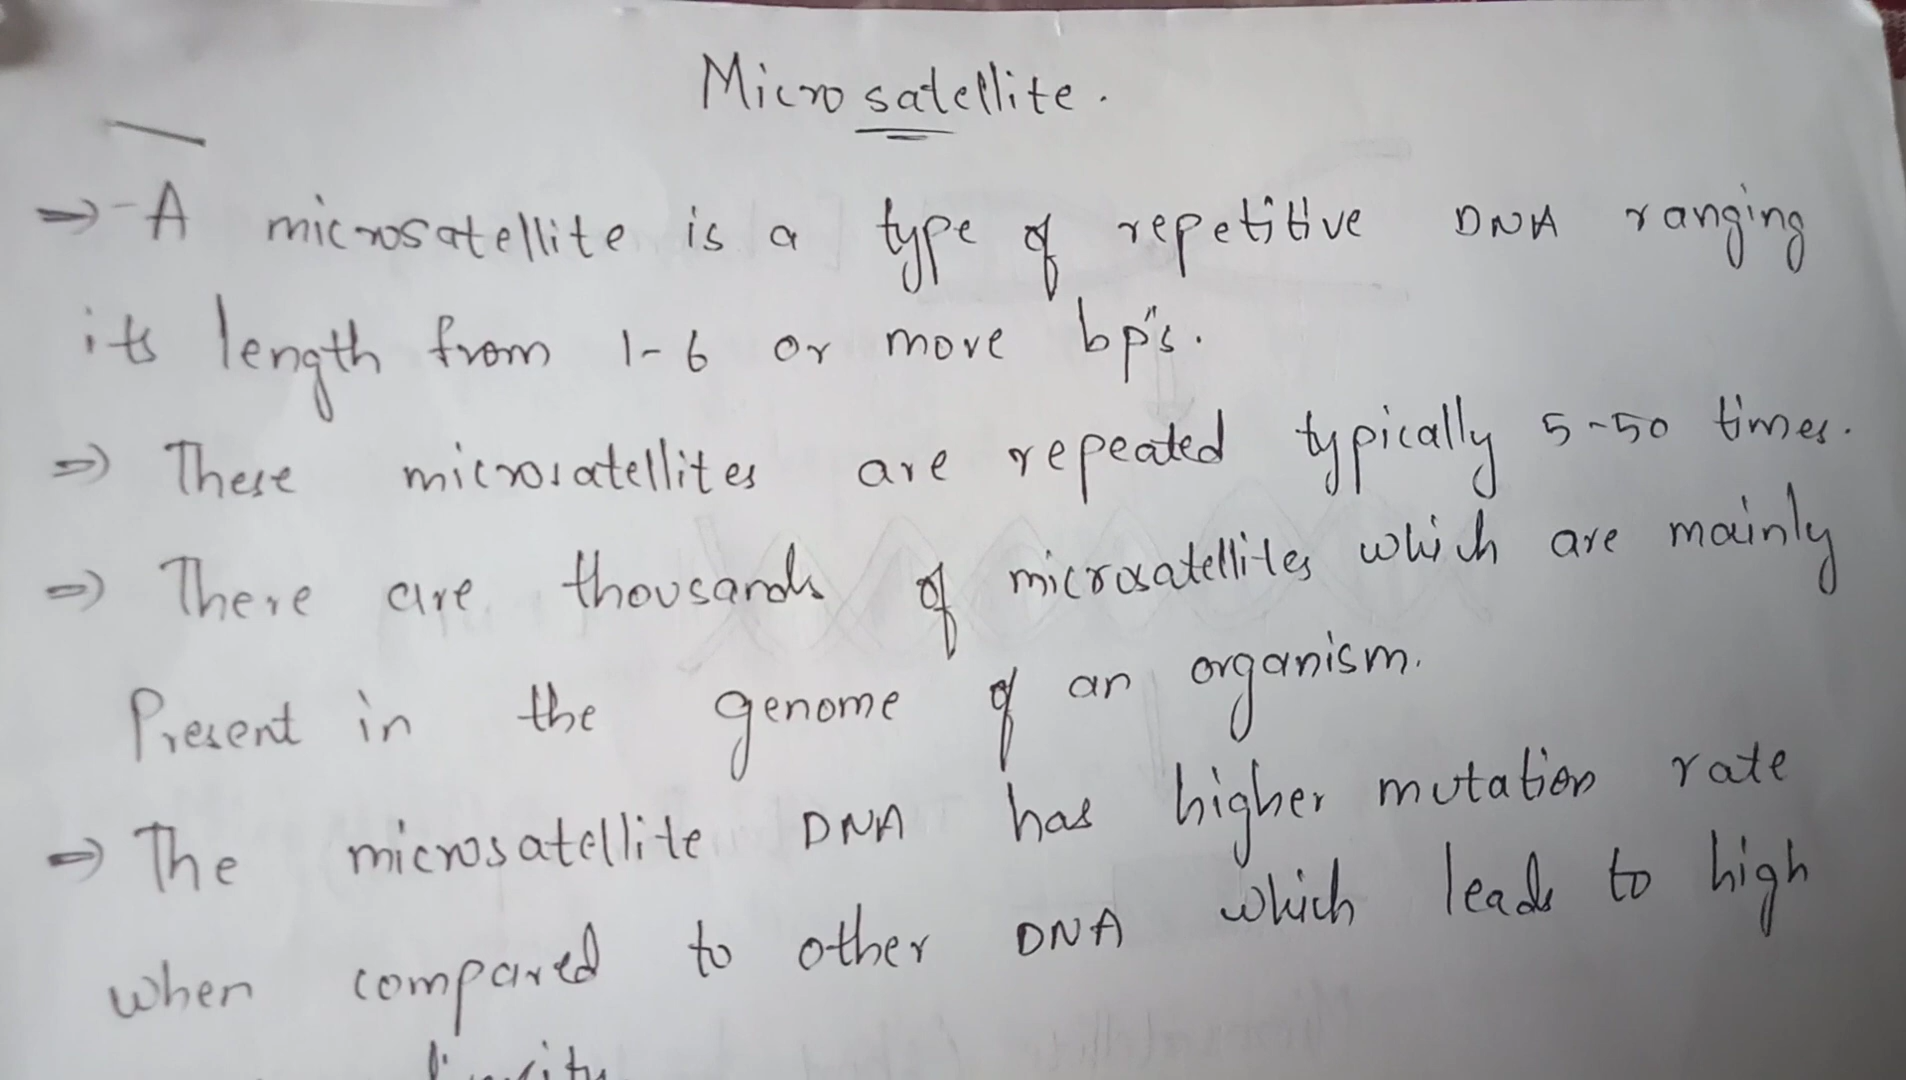 Microsatellite.
⇒ - A microsatellite is a type of repetitive DNA ranging
its length from 1-6 or more bp's.
⇒ These microsatellites are repeated typically 5-50 times.
⇒ There are thousands of microsatellites which are mainly
Present in the genome of an organism.
⇒ The microsatellite DNA has higher mutation rate
when compared to other DNA which leads to high